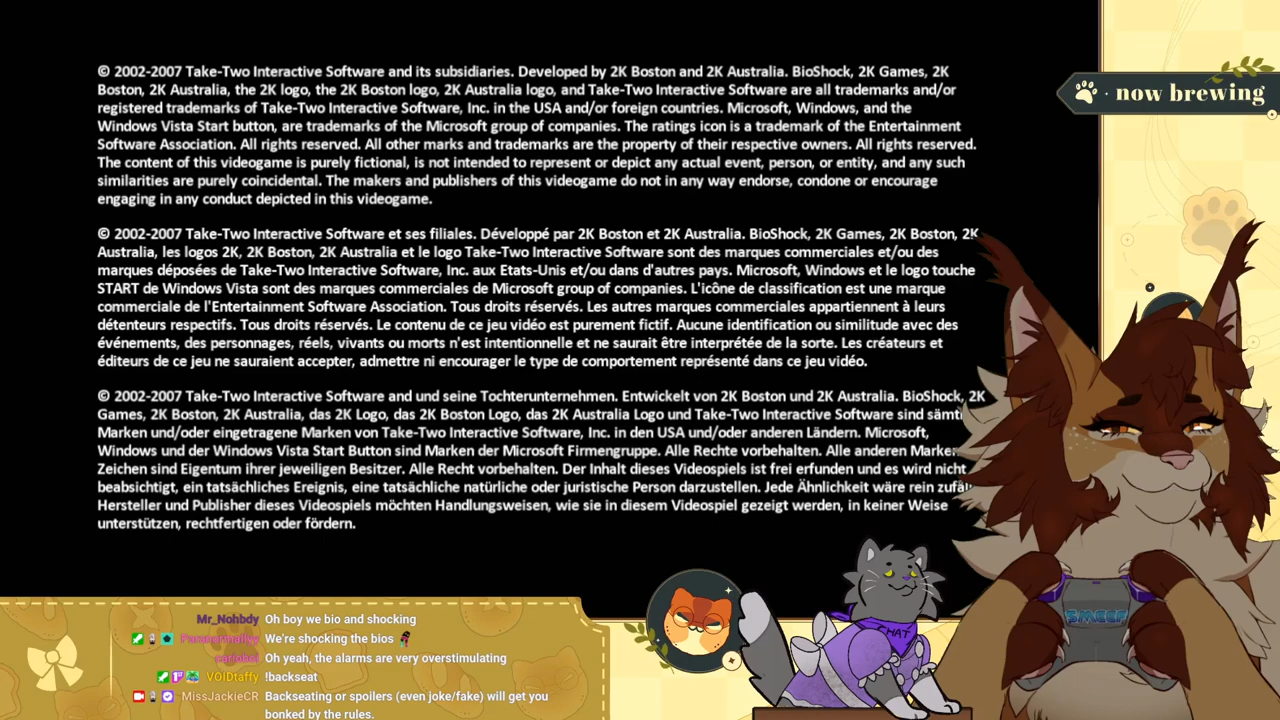 © 2002-2007 Take-Two Interactive Software and its subsidiaries. Developed by 2K Boston and 2K Australia. BioShock, 2K Games, 2K
Boston, 2K Australia, the 2K logo, the 2K Boston logo, 2K Australia logo, and Take-Two Interactive Software are all trademarks and/or
registered trademarks of Take-Two Interactive Software, Inc. in the USA and/or foreign countries. Microsoft, Windows, and the
Windows Vista Start button, are trademarks of the Microsoft group of companies. The ratings icon is a trademark of the Entertainment
Software Association. All rights reserved. All other marks and trademarks are the property of their respective owners. All rights reserved.
The content of this videogame is purely fictional, is not intended to represent or depict any actual event, person, or entity, and any such
similarities are purely coincidental. The makers and publishers of this videogame do not in any way endorse, condone or encourage
engaging in any conduct depicted in this videogame.
© 2002-2007 Take-Two Interactive Software et ses filiales. Développé par 2K Boston et 2K Australia. BioShock, 2K Games, 2K Boston, 2K
Australia, les logos 2K, 2K Boston, 2K Australia et le logo Take-Two Interactive Software sont des marques commerciales et/ou des
marques déposées de Take-Two Interactive Software, Inc. aux Etats-Unis et/ou dans d'autres pays. Microsoft, Windows et le logo touche
START de Windows Vista sont des marques commerciales de Microsoft group of companies. L'icône de classification est une marque
commerciale de l'Entertainment Software Association. Tous droits réservés. Les autres marques commerciales appartiennent à leurs
détenteurs respectifs. Tous droits réservés. Le contenu de ce jeu vidéo est purement fictif. Aucune identification ou similitude avec des
événements, des personnages, réels, vivants ou morts n'est intentionnelle et ne saurait être interprétée de la sorte. Les créateurs et
éditeurs de ce jeu ne sauraient accepter, admettre ni encourager le type de comportement représenté dans ce jeu vidéo.
© 2002-2007 Take-Two Interactive Software and und seine Tochterunternehmen. Entwickelt von 2K Boston und 2K Australia. BioShock, 2K
Games, 2K Boston, 2K Australia, das 2K Logo, das 2K Boston Logo, das 2K Australia Logo und Take-Two Interactive Software sind
Marken und/oder eingetragene Marken von Take-Two Interactive Software, Inc. in den USA und/oder anderen Ländern. Microsoft,
Windows und der Windows Vista Start Button sind Marken der Microsoft Firmengruppe. Alle Rechte vorbehalten. Alle anderen Marken
Zeichen sind Eigentum ihrer jeweiligen Besitzer. Alle Recht vorbehalten. Der Inhalt dieses Videospiels ist frei erfunden und es wird nicht
beabsichtigt, ein tatsächliches Ereignis, eine tatsächliche natürliche oder juristische Person darzustellen. Jede Ähnlichkeit wäre rein
Hersteller und Publisher dieses Videospiels möchten Handlungsweisen, wie sie in diesem Videospiel gezeigt werden, in keiner Weise
unterstützen, rechtfertigen oder fördern.
now brewing
Mr_Nohbdy Oh boy we bio and shocking
We're shocking the bios
Oh yeah, the alarms are very overstimulating
VOIDtaffy !backseat
MissJackieCR Backseating or spoilers (even joke/fake) will get you
bonked by the rules.
CHAT
SMEEF